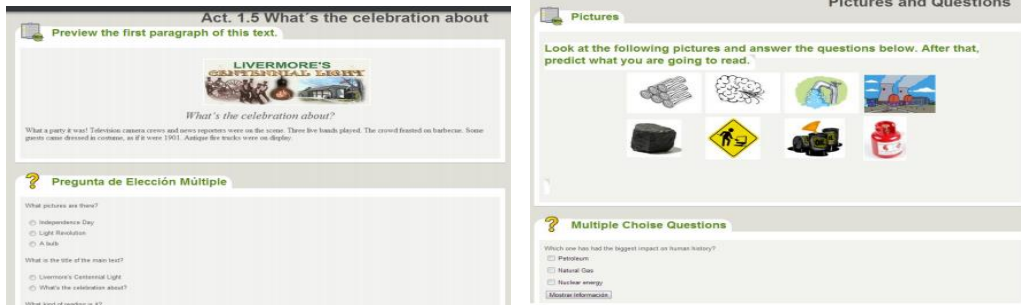 Act. 1.5 What´s the celebration about
Preview the first paragraph of this text.
LIVERMORE'S
CENTENNIAL LIGHT
What's the celebration about?
What a party it was! Television camera crews and news reporters were on the scene. Three live bands played. The crowd feasted on barbecue. Some
guests came dressed in costume, as if it were 1901. Antique fire trucks were on display.
Pregunta de Elección Múltiple
What pictures are there?
Independence Day
Light Revolution
A bulb
What is the title of the main text?
Livermore's Centennial Light
What's the celebration about?
What kind of reading is it?
Pictures and Questions
Pictures
Look at the following pictures and answer the questions below. After that,
predict what you are going to read.
Multiple Choise Questions
Which one has had the biggest impact on human history?
Petroleum
Natural Gas
Nuclear energy
Mostrar Información